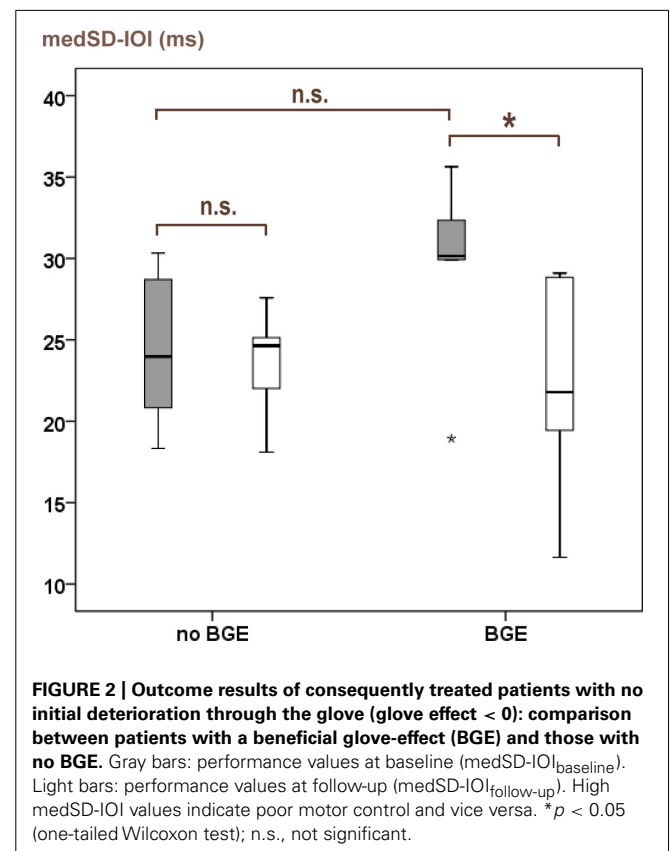 medSD-IOI (ms)
40
n.s.
*
35
n.s.
30
25
20
*
15
10
no BGE BGE
FIGURE 2 | Outcome results of consequently treated patients with no
initial deterioration through the glove (glove effect < 0): comparison
between patients with a beneficial glove-effect (BGE) and those with
no BGE. Gray bars: performance values at baseline (medSD-IOIbaseline).
Light bars: performance values at follow-up (medSD-IOIfollow-up). High
medSD-IOI values indicate poor motor control and vice versa. *p < 0.05
(one-tailed Wilcoxon test); n.s., not significant.